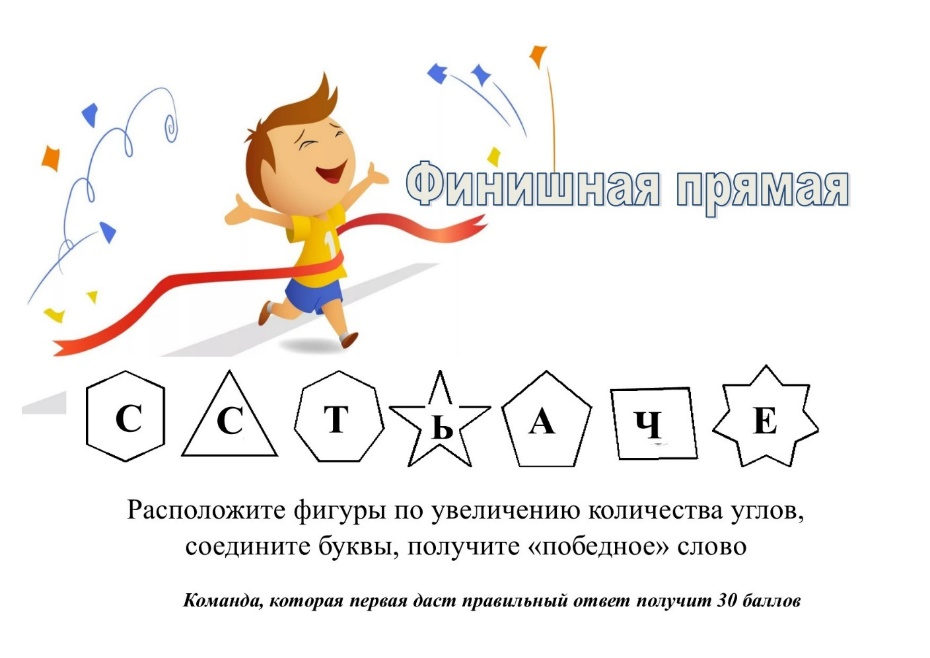 1
Финишная прямая
С С Т Ь А Ч Е
Расположите фигуры по увеличению количества углов,
соедините буквы, получите «победное» слово
Команда, которая первая даст правильный ответ получит 30 баллов